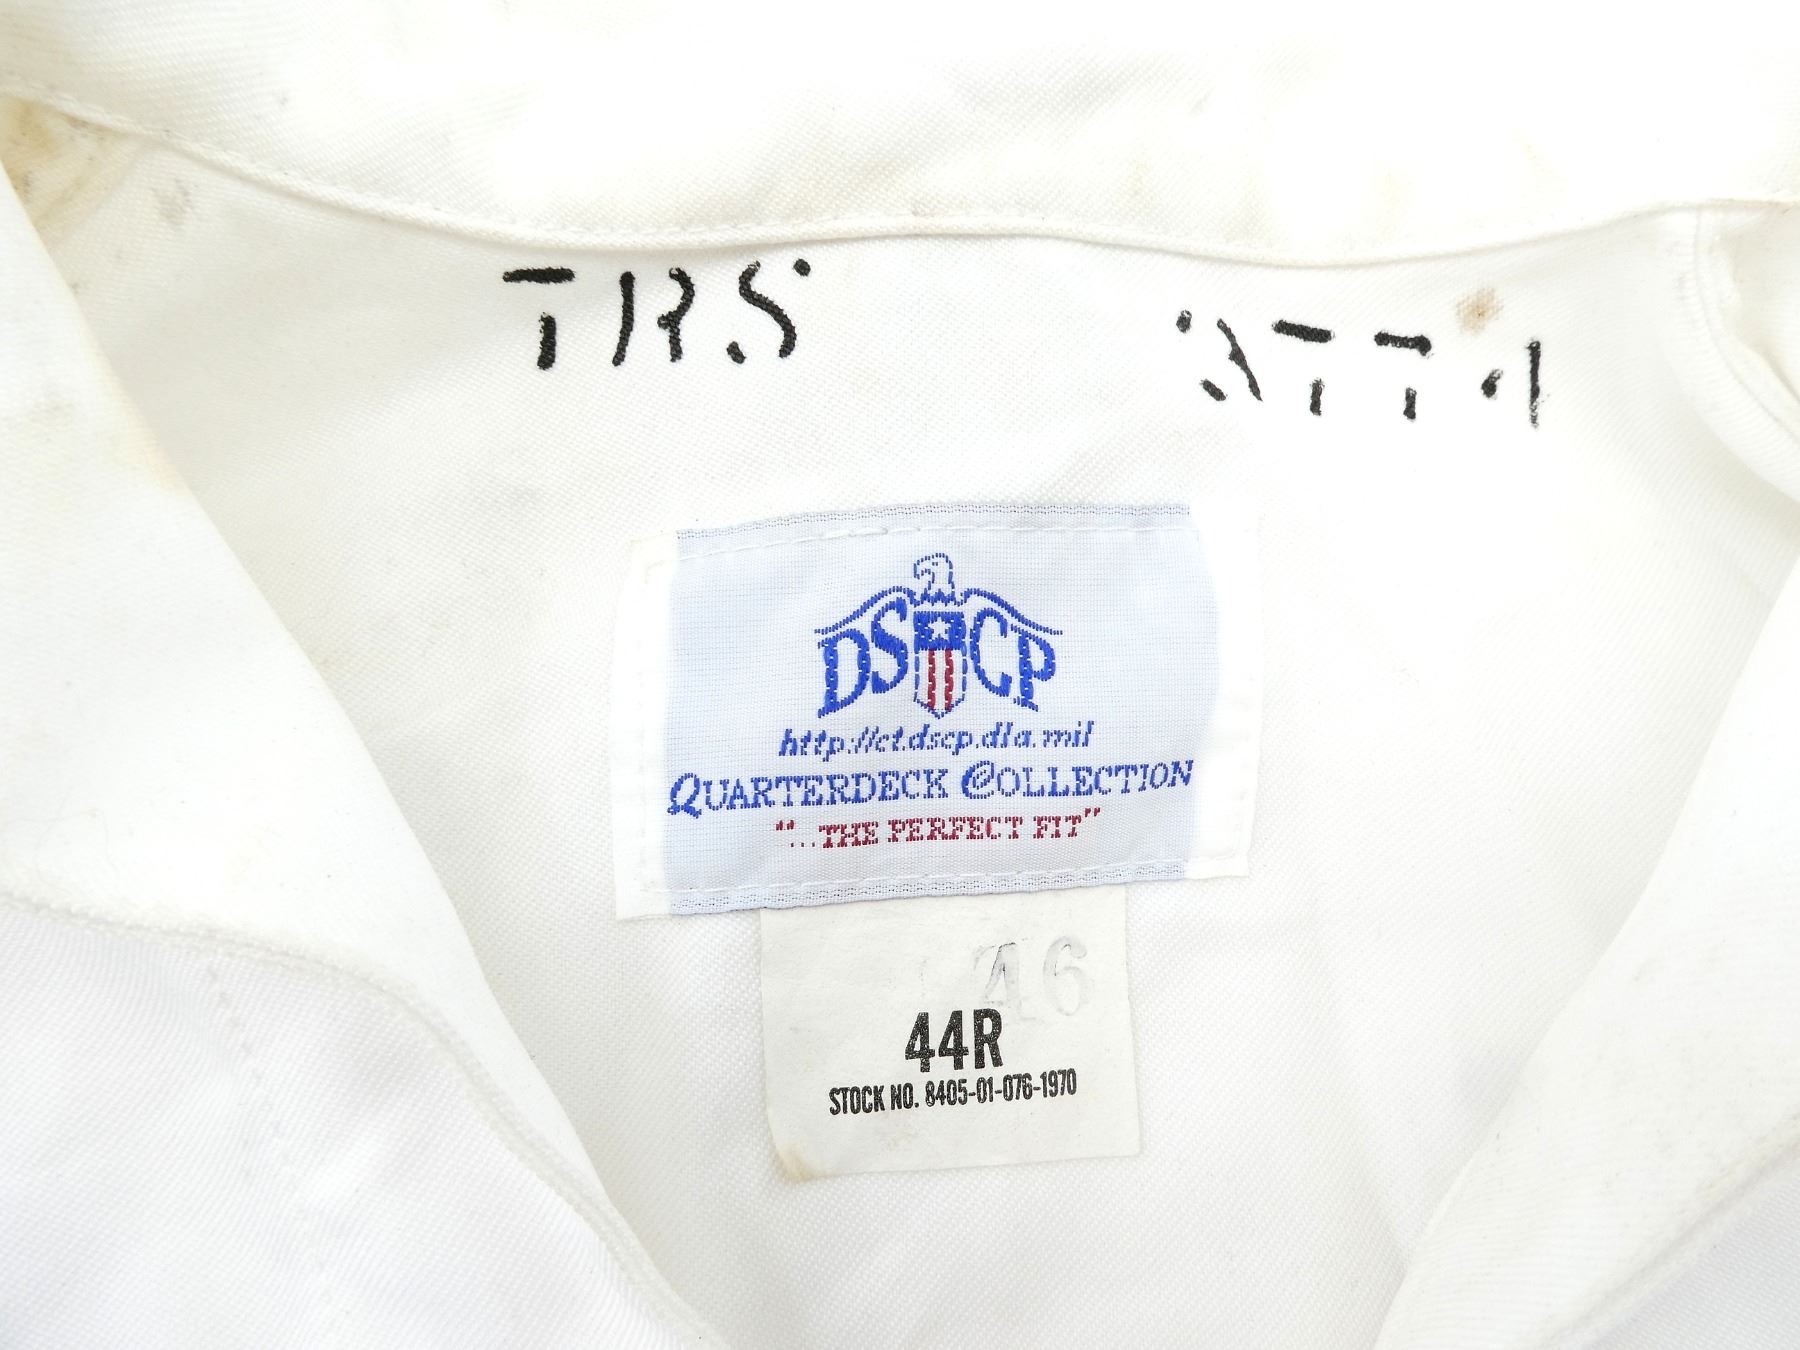 TRS
DSCP
http://ct.dscp.dla.mil
QUARTERDECK COLLECTION
"...THE PERFECT FIT"
46
44R
STOCK NO. 8405-01-076-1970